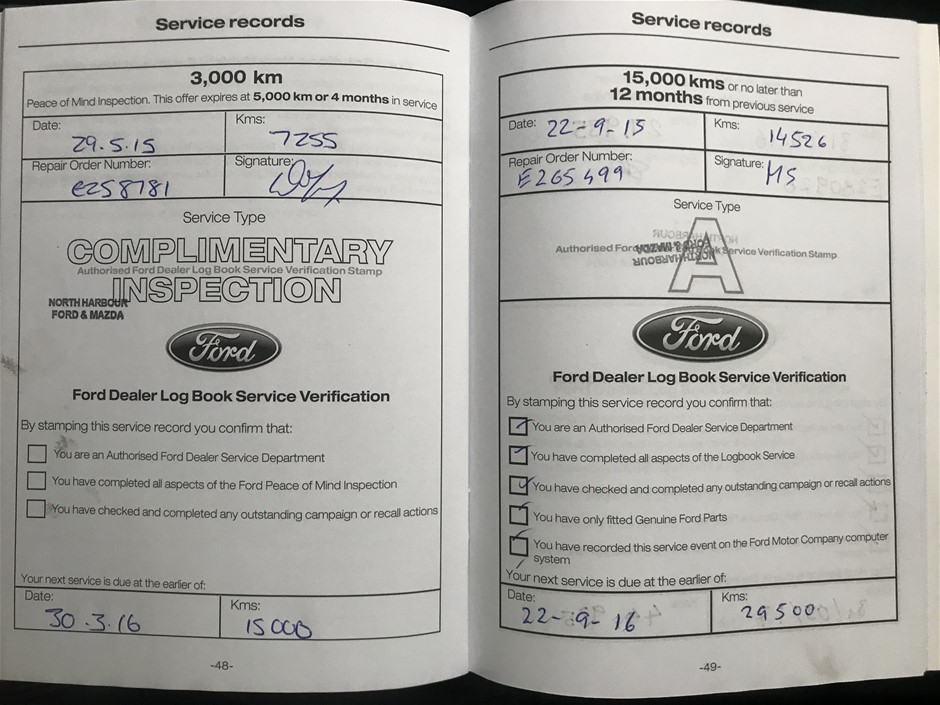 Service records
3,000 km
Peace of Mind Inspection. This offer expires at 5,000 km or 4 months in service
Date: 29.5.15
Kms: 7255
Repair Order Number: E258781
Signature:
Service Type
COMPLIMENTARY
Authorised Ford Dealer Log Book Service Verification Stamp
INSPECTION
NORTH HARBOUR
FORD & MAZDA
Ford
Ford Dealer Log Book Service Verification
By stamping this service record you confirm that:
You are an Authorised Ford Dealer Service Department
You have completed all aspects of the Ford Peace of Mind Inspection
You have checked and completed any outstanding campaign or recall actions
Your next service is due at the earlier of:
Date: 30.3.16
Kms: 15000
-48-
Service records
15,000 kms or no later than
12 months from previous service
Date: 22-9-15
Kms: 14526
Repair Order Number: E265499
Signature: MS
Service Type
A
NORTH HARBOUR
FORD & MAZDA
Authorised Ford Service Verification Stamp
Ford
Ford Dealer Log Book Service Verification
By stamping this service record you confirm that:
You are an Authorised Ford Dealer Service Department
You have completed all aspects of the Logbook Service
You have checked and completed any outstanding campaign or recall actions
You have only fitted Genuine Ford Parts
You have recorded this service event on the Ford Motor Company computer
system
Your next service is due at the earlier of:
Date: 22-9-16
Kms: 29500
-49-